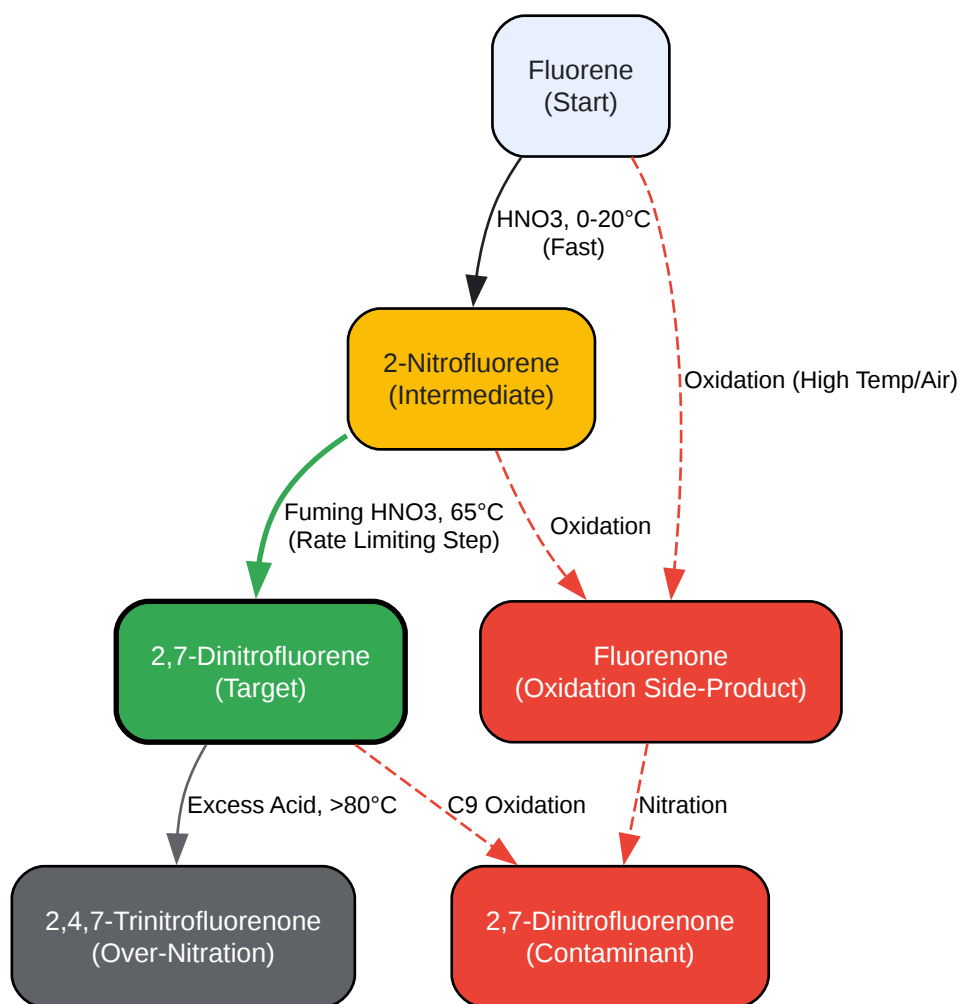 Fluorene
(Start)
HNO3, 0-20°C
(Fast)
Oxidation (High Temp/Air)
2-Nitrofluorene
(Intermediate)
Fuming HNO3, 65°C
(Rate Limiting Step)
Oxidation
2,7-Dinitrofluorene
(Target)
Fluorenone
(Oxidation Side-Product)
Excess Acid, >80°C
C9 Oxidation
Nitration
2,4,7-Trinitrofluorenone
(Over-Nitration)
2,7-Dinitrofluorenone
(Contaminant)